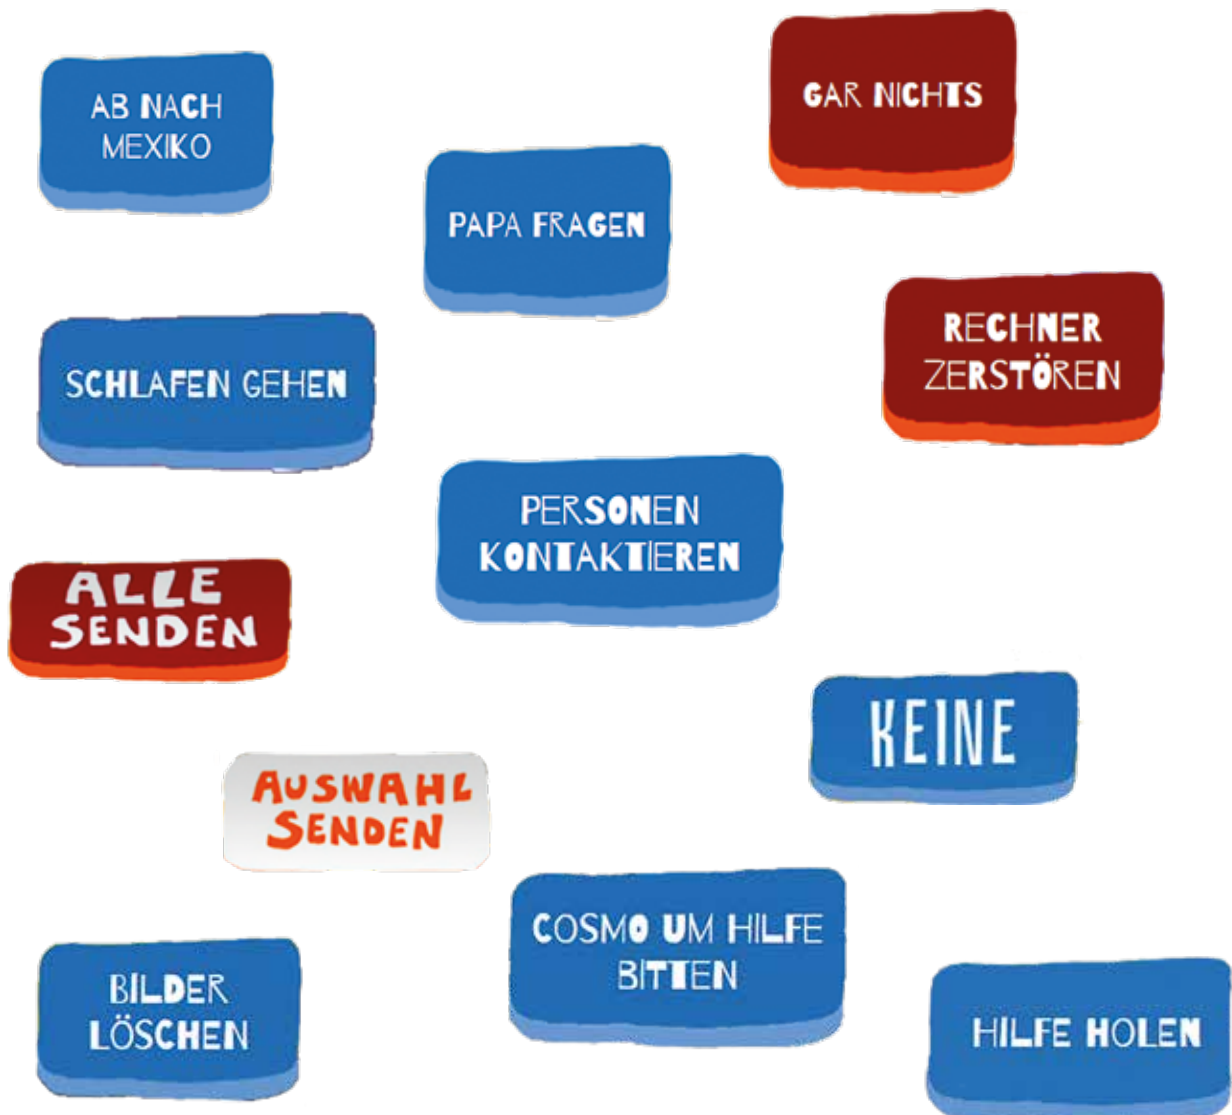 AB NACH
MEXIKO
GAR NICHTS
PAPA FRAGEN
RECHNER
ZERSTÖREN
SCHLAFEN GEHEN
PERSONEN
KONTAKTIEREN
ALLE
SENDEN
KEINE
AUSWAHL
SENDEN
COSMO UM HILFE
BITTEN
BILDER
LÖSCHEN
HILFE HOLEN